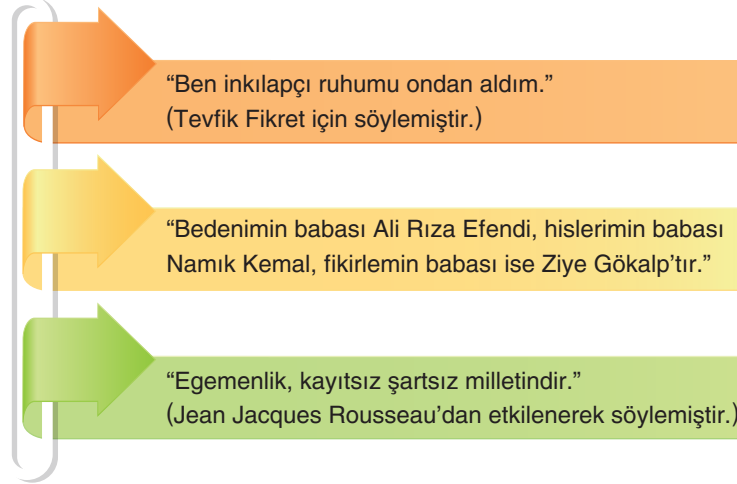 “Ben inkılapçı ruhumu ondan aldım.”
(Tevfik Fikret için söylemiştir.)
“Bedenimin babası Ali Rıza Efendi, hislerimin babası
Namık Kemal, fikirlemin babası ise Ziye Gökalp’tır.”
“Egemenlik, kayıtsız şartsız milletindir.”
(Jean Jacques Rousseau’dan etkilenerek söylemiştir.)